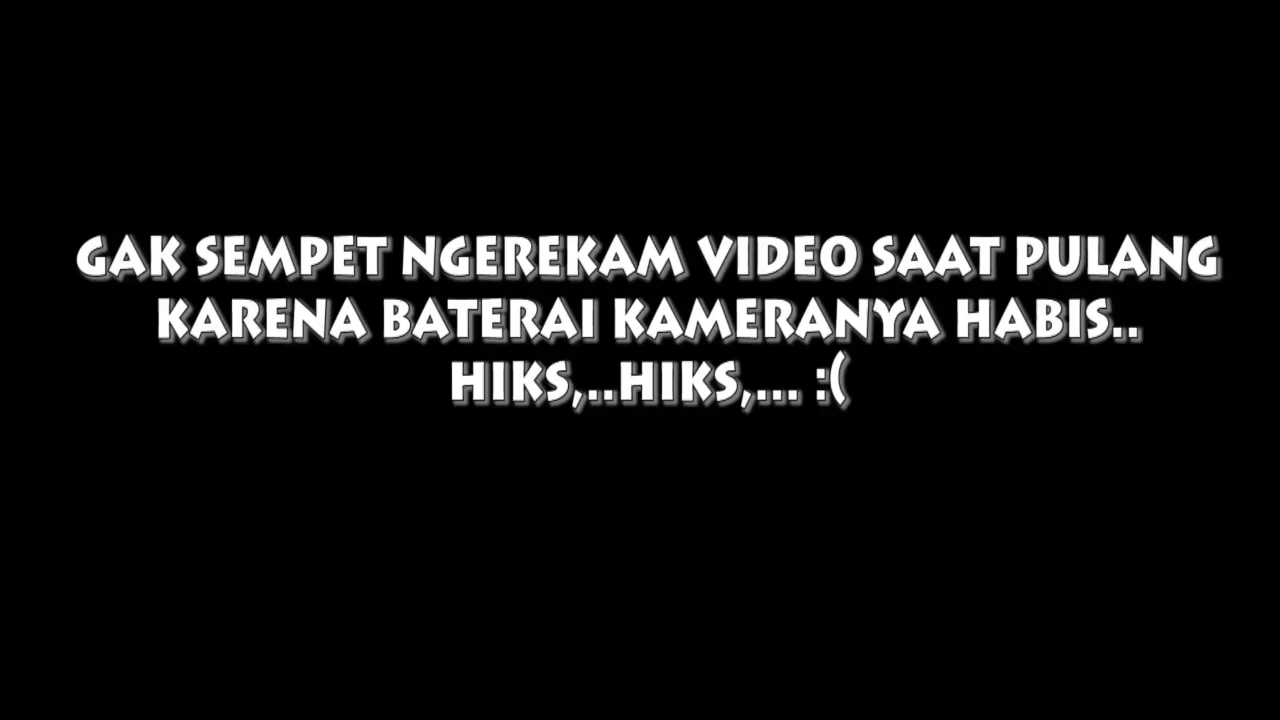 GAK SEMPET NGEREKAM VIDEO SAAT PULANG
KARENA BATERAI KAMERANYA HABIS..
HIKS,..HIKS,... :(